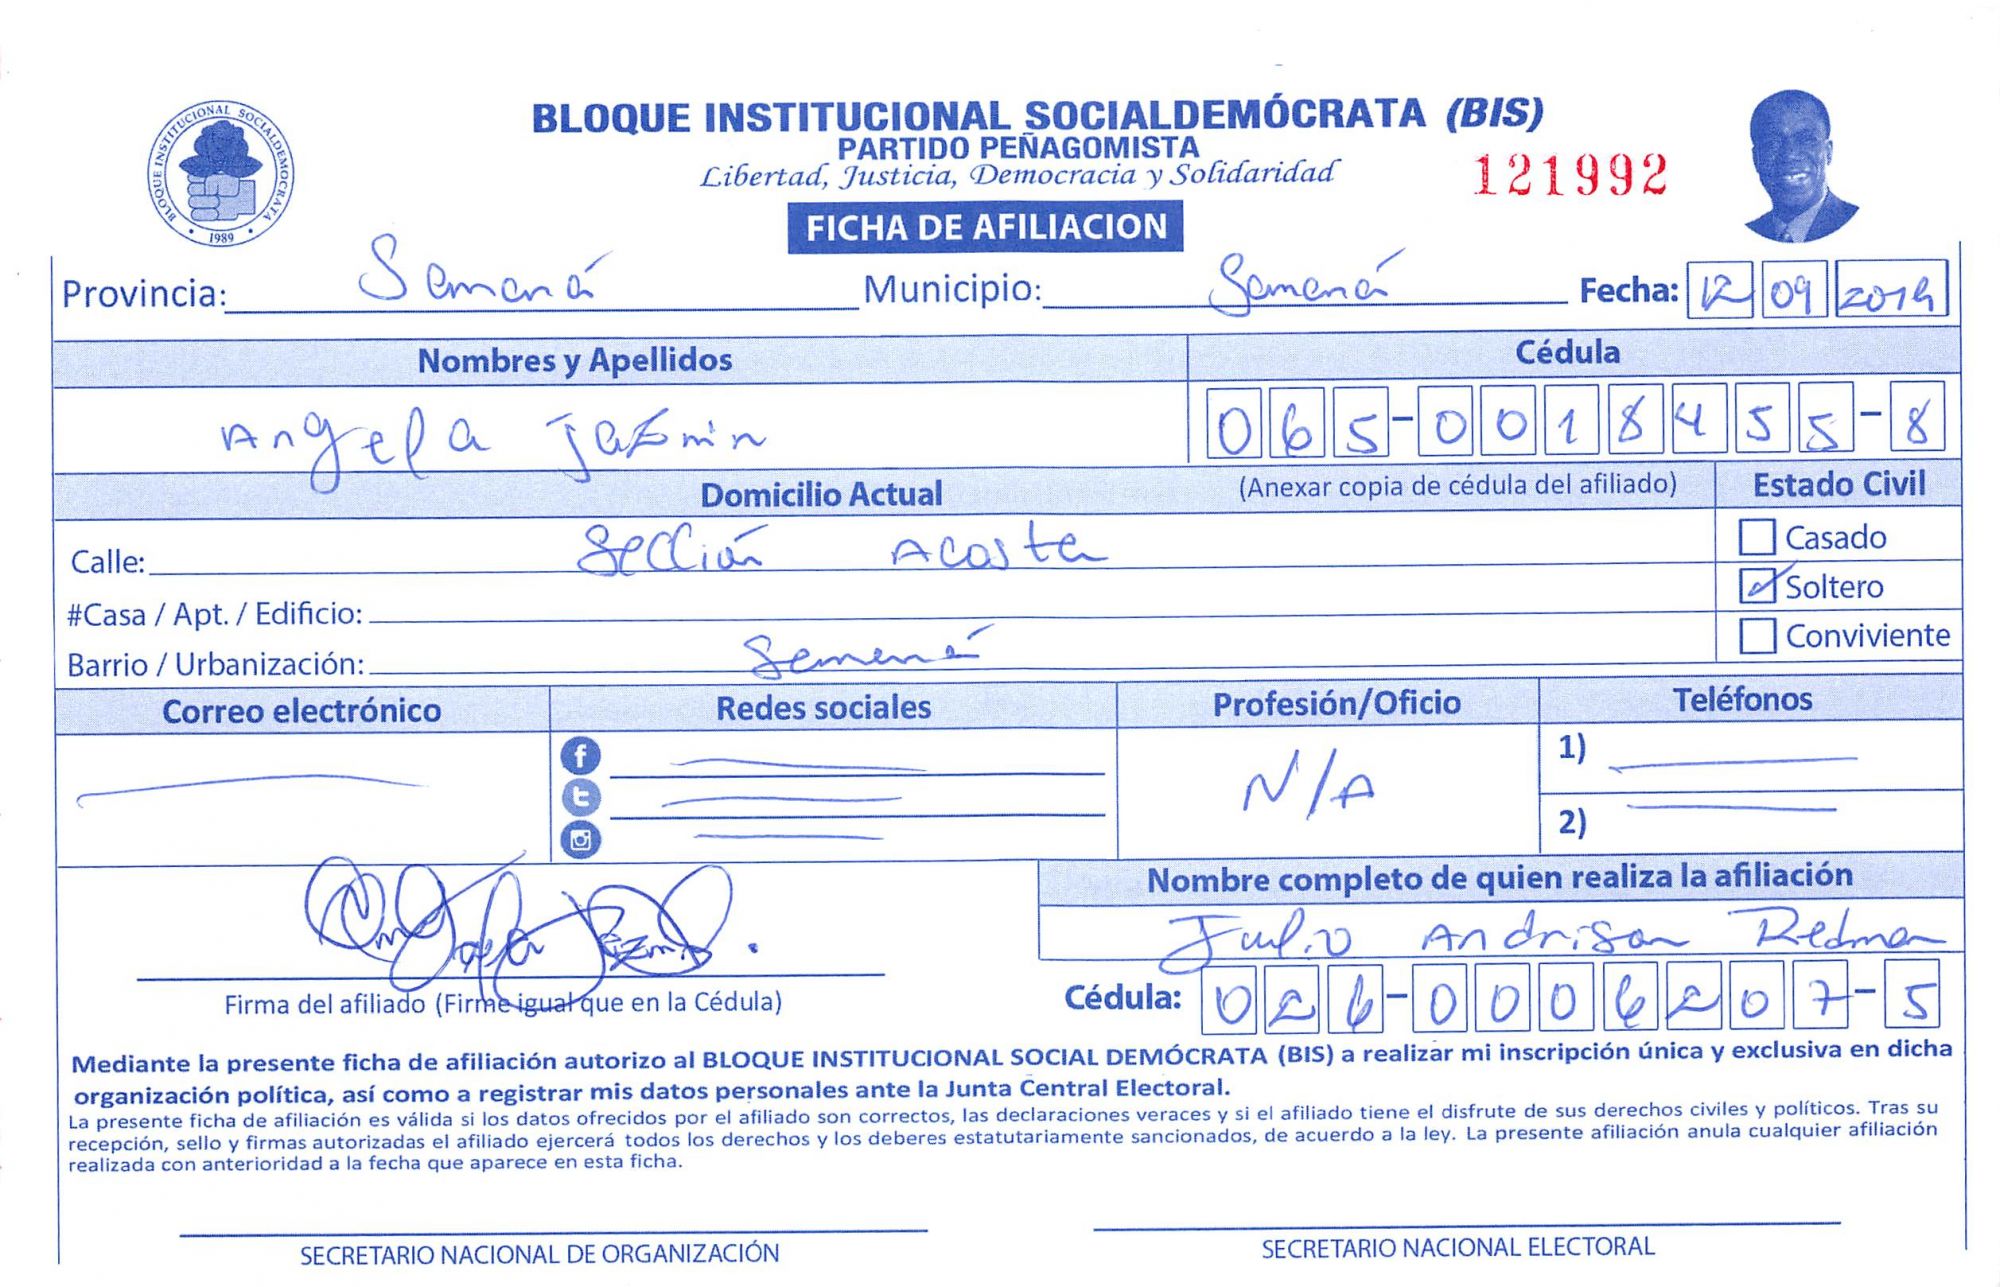 BLOQUE INSTITUCIONAL SOCIALDEMOCRATA
1989
BLOQUE INSTITUCIONAL SOCIALDEMÓCRATA (BIS)
PARTIDO PEÑAGOMISTA
Libertad, Justicia, Democracia y Solidaridad
121992
FICHA DE AFILIACION
Provincia: Samaná Municipio: Samaná Fecha: 12 09 2019
Nombres y Apellidos Cédula
Angela Jazmin 065-0018455-8
Domicilio Actual (Anexar copia de cédula del afiliado) Estado Civil
Calle: Sección Acosta Casado
#Casa / Apt. / Edificio: Soltero
Barrio / Urbanización: Samaná Conviviente
Correo electrónico Redes sociales Profesión/Oficio Teléfonos
1)
N/A
2)
Nombre completo de quien realiza la afiliación
Julio Andrison Redman
Firma del afiliado (Firme igual que en la Cédula) Cédula: 026-0006207-5
Mediante la presente ficha de afiliación autorizo al BLOQUE INSTITUCIONAL SOCIAL DEMÓCRATA (BIS) a realizar mi inscripción única y exclusiva en dicha
organización política, así como a registrar mis datos personales ante la Junta Central Electoral.
La presente ficha de afiliación es válida si los datos ofrecidos por el afiliado son correctos, las declaraciones veraces y si el afiliado tiene el disfrute de sus derechos civiles y políticos. Tras su
recepción, sello y firmas autorizadas el afiliado ejercerá todos los derechos y los deberes estatutariamente sancionados, de acuerdo a la ley. La presente afiliación anula cualquier afiliación
realizada con anterioridad a la fecha que aparece en esta ficha.
SECRETARIO NACIONAL DE ORGANIZACIÓN SECRETARIO NACIONAL ELECTORAL